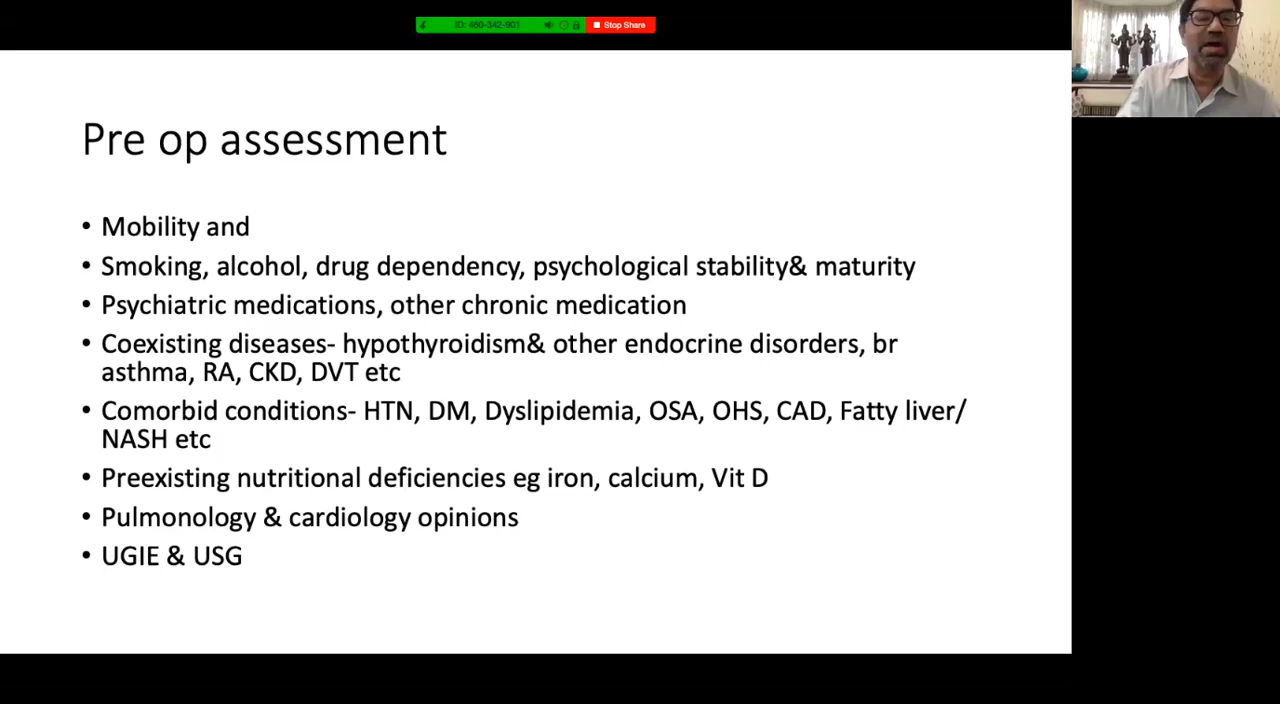 ID: 460-342-901
Stop Share
Pre op assessment
• Mobility and
• Smoking, alcohol, drug dependency, psychological stability& maturity
• Psychiatric medications, other chronic medication
• Coexisting diseases- hypothyroidism& other endocrine disorders, br
asthma, RA, CKD, DVT etc
• Comorbid conditions- HTN, DM, Dyslipidemia, OSA, OHS, CAD, Fatty liver/
NASH etc
• Preexisting nutritional deficiencies eg iron, calcium, Vit D
• Pulmonology & cardiology opinions
• UGIE & USG